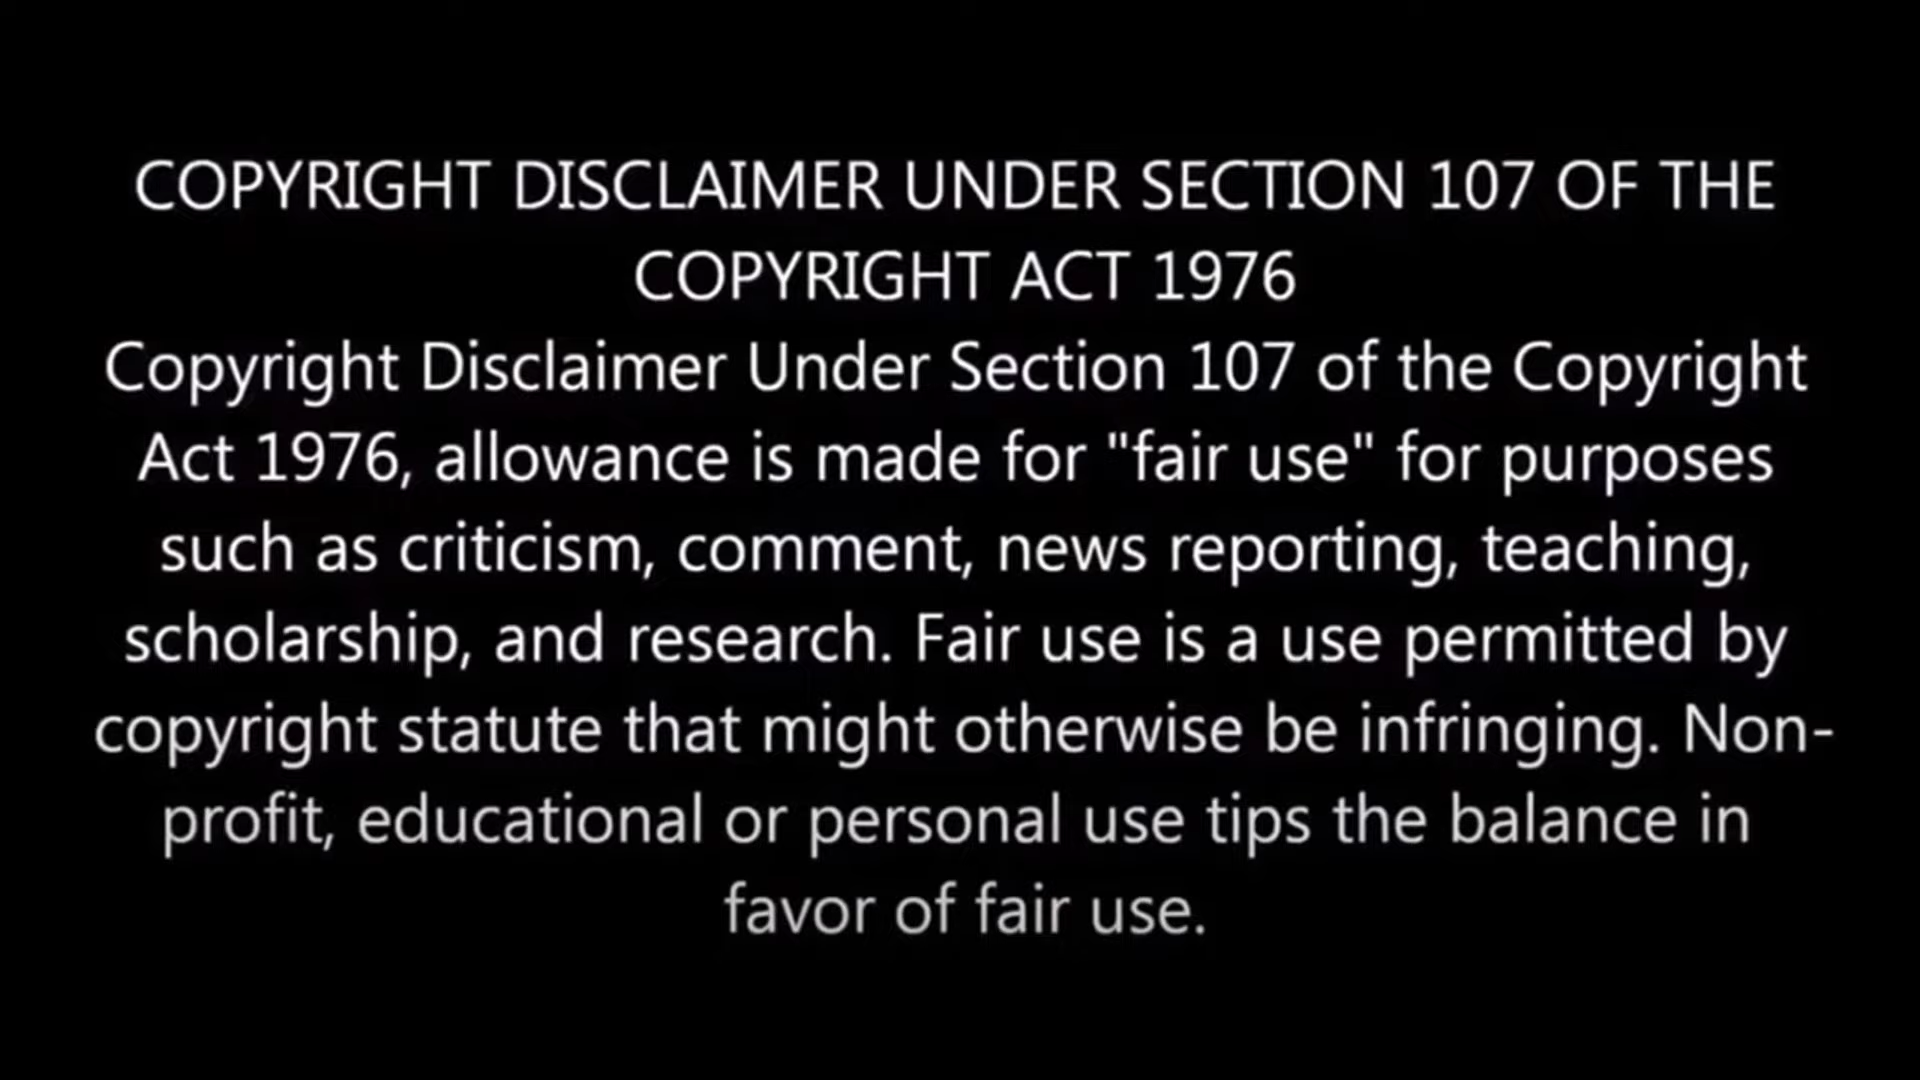 COPYRIGHT DISCLAIMER UNDER SECTION 107 OF THE
COPYRIGHT ACT 1976
Copyright Disclaimer Under Section 107 of the Copyright
Act 1976, allowance is made for "fair use" for purposes
such as criticism, comment, news reporting, teaching,
scholarship, and research. Fair use is a use permitted by
copyright statute that might otherwise be infringing. Non-
profit, educational or personal use tips the balance in
favor of fair use.